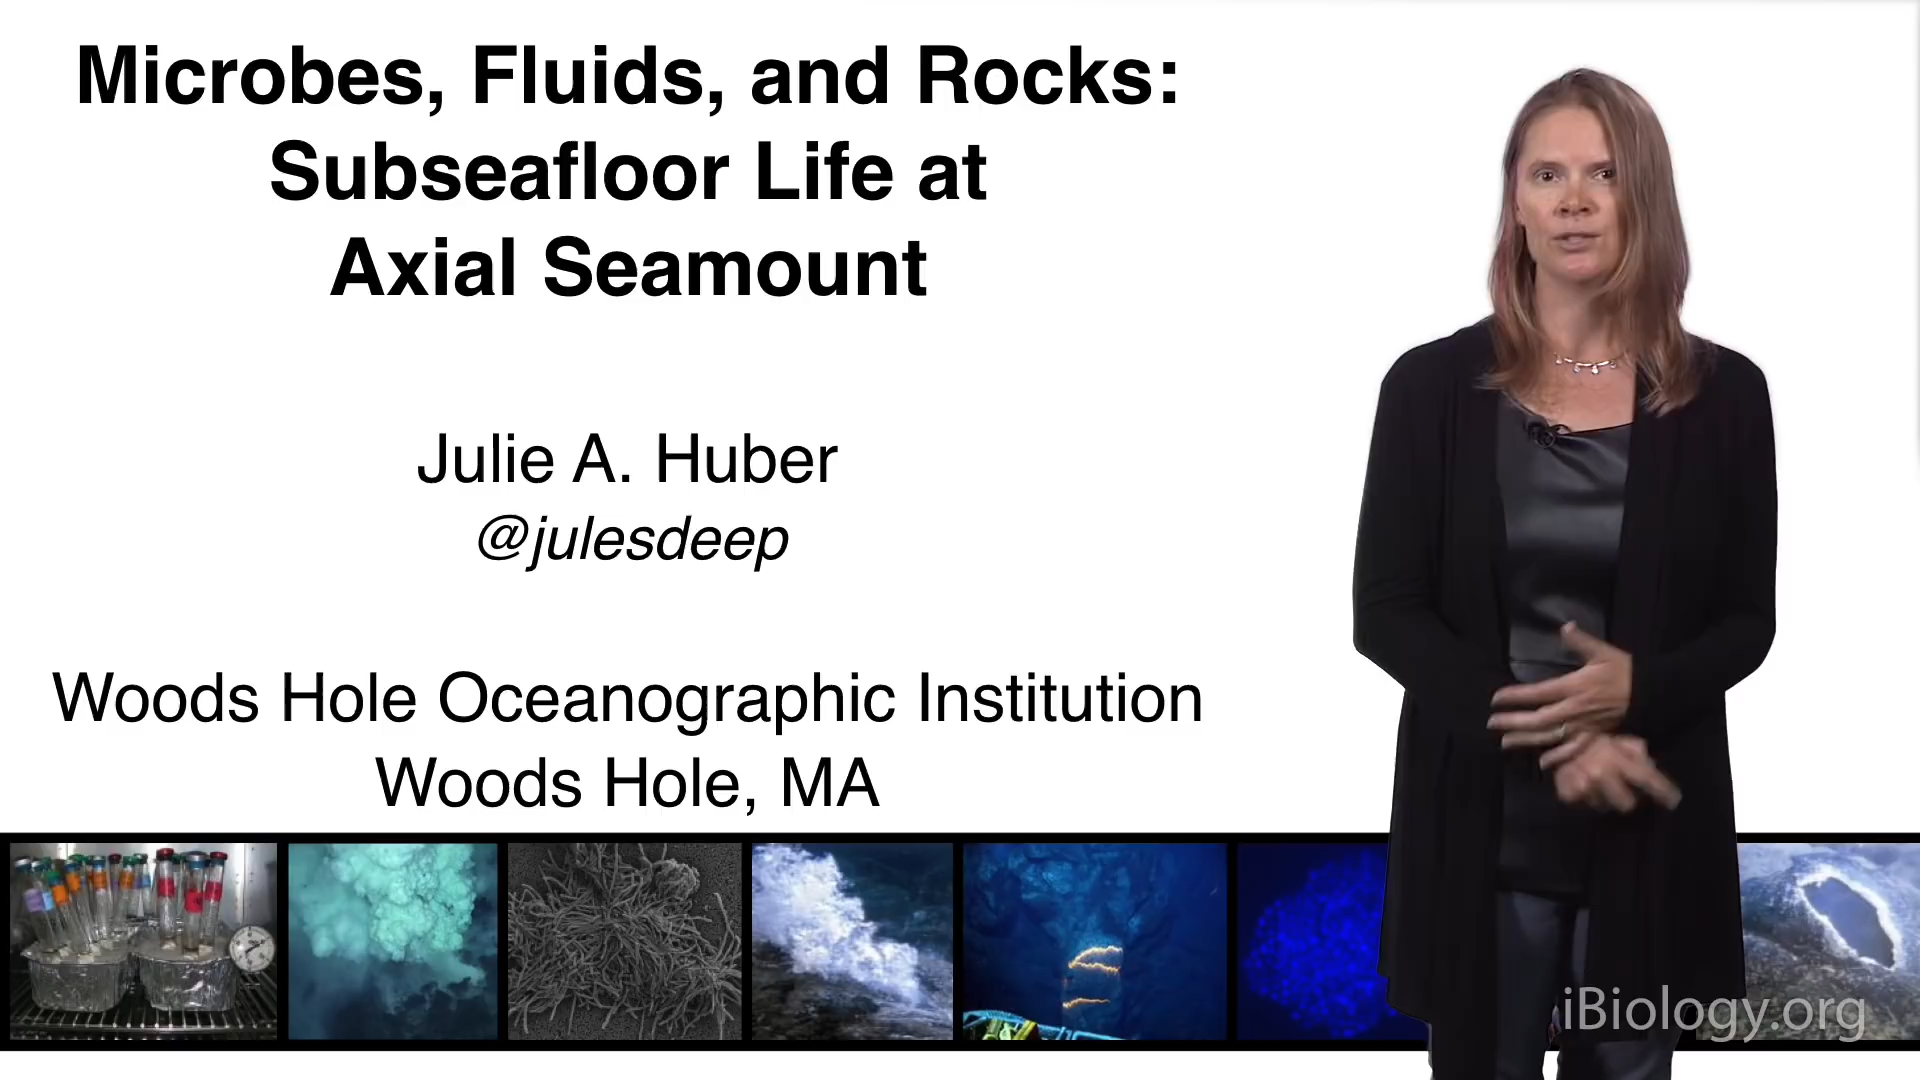 Microbes, Fluids, and Rocks:
Subseafloor Life at
Axial Seamount
Julie A. Huber
@julesdeep
Woods Hole Oceanographic Institution
Woods Hole, MA
iBiology.org